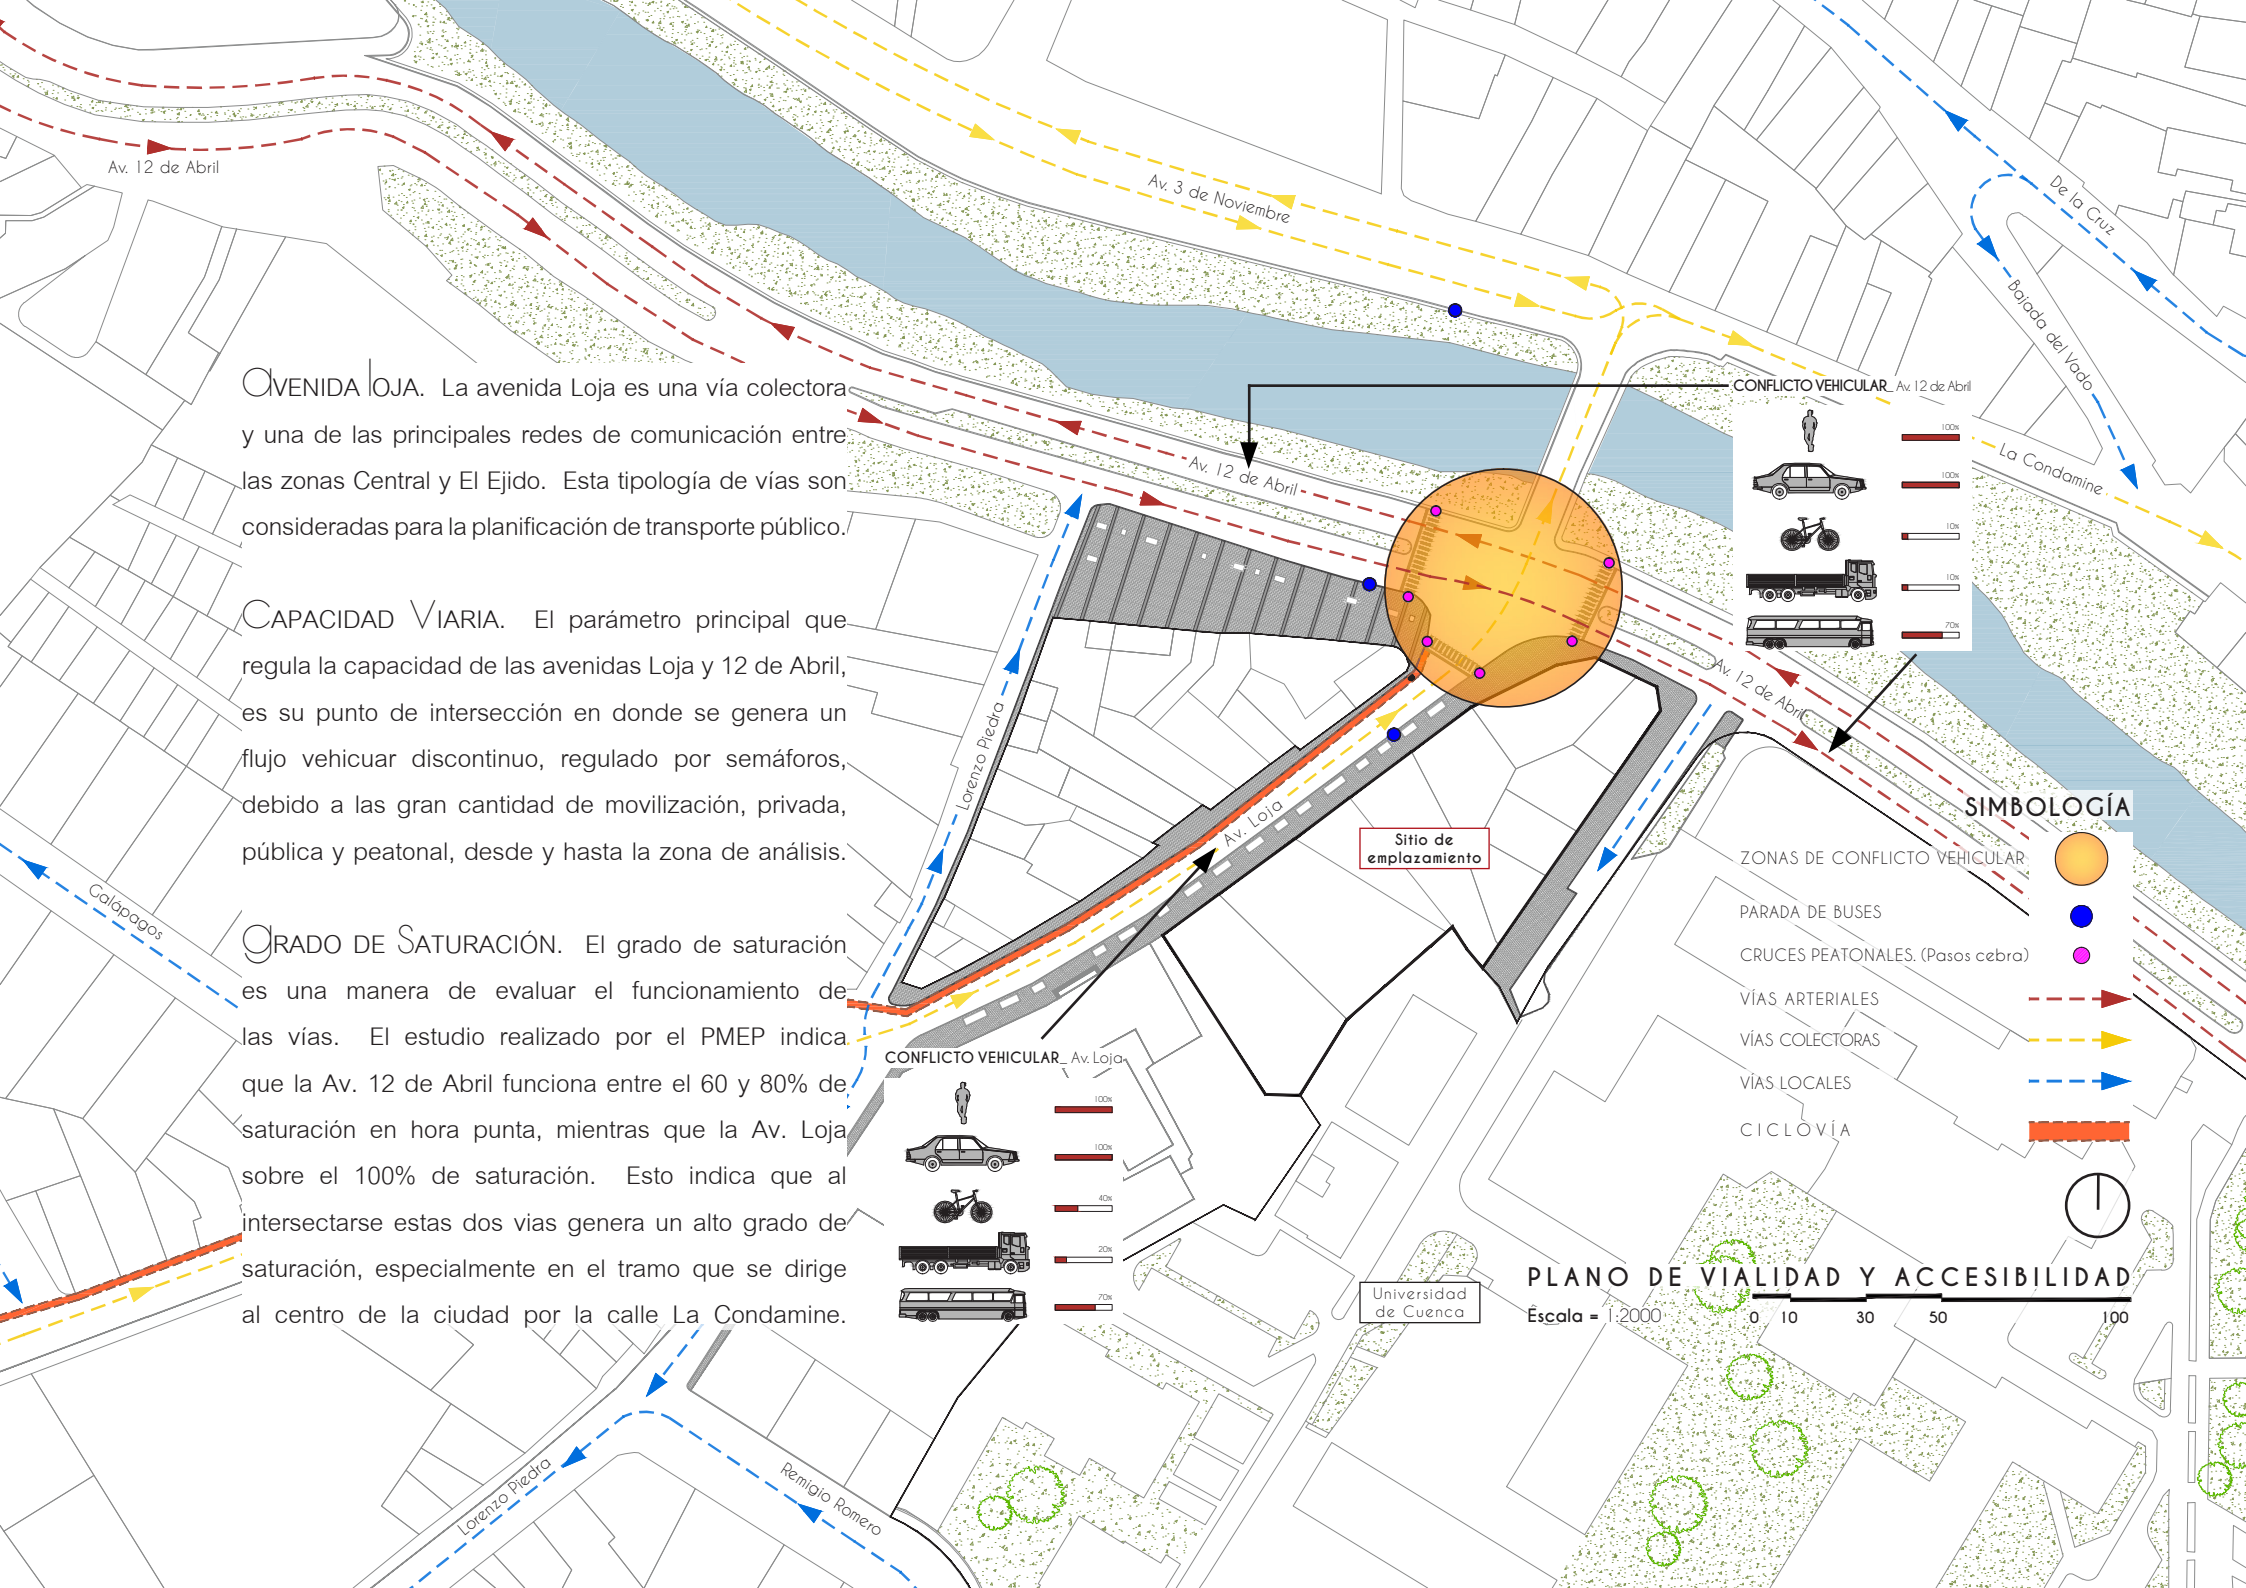 Av. 12 de Abril
Av. 3 de Noviembre
De la Cruz
Bajada del Vado
La Condamine
AVENIDA LOJA. La avenida Loja es una vía colectora
y una de las principales redes de comunicación entre
las zonas Central y El Ejido. Esta tipología de vías son
consideradas para la planificación de transporte público.
CAPACIDAD VIARIA. El parámetro principal que
regula la capacidad de las avenidas Loja y 12 de Abril,
es su punto de intersección en donde se genera un
flujo vehicuar discontinuo, regulado por semáforos,
debido a las gran cantidad de movilización, privada,
pública y peatonal, desde y hasta la zona de análisis.
GRADO DE SATURACIÓN. El grado de saturación
es una manera de evaluar el funcionamiento de
las vías. El estudio realizado por el PMEP indica
que la Av. 12 de Abril funciona entre el 60 y 80% de
saturación en hora punta, mientras que la Av. Loja
sobre el 100% de saturación. Esto indica que al
intersectarse estas dos vias genera un alto grado de
saturación, especialmente en el tramo que se dirige
al centro de la ciudad por la calle La Condamine.
CONFLICTO VEHICULAR_ Av. 12 de Abril
100%
100%
10%
10%
70%
Av. 12 de Abril
Av. 12 de Abril
Lorenzo Piedra
Av. Loja
Sitio de
emplazamiento
Galápagos
CONFLICTO VEHICULAR_ Av. Loja
100%
100%
40%
20%
70%
SIMBOLOGÍA
ZONAS DE CONFLICTO VEHICULAR
PARADA DE BUSES
CRUCES PEATONALES. (Pasos cebra)
VÍAS ARTERIALES
VÍAS COLECTORAS
VÍAS LOCALES
CICLOVÍA
Universidad
de Cuenca
PLANO DE VIALIDAD Y ACCESIBILIDAD
Escala = 1:2000
0 10 30 50 100
Lorenzo Piedra
Remigio Romero